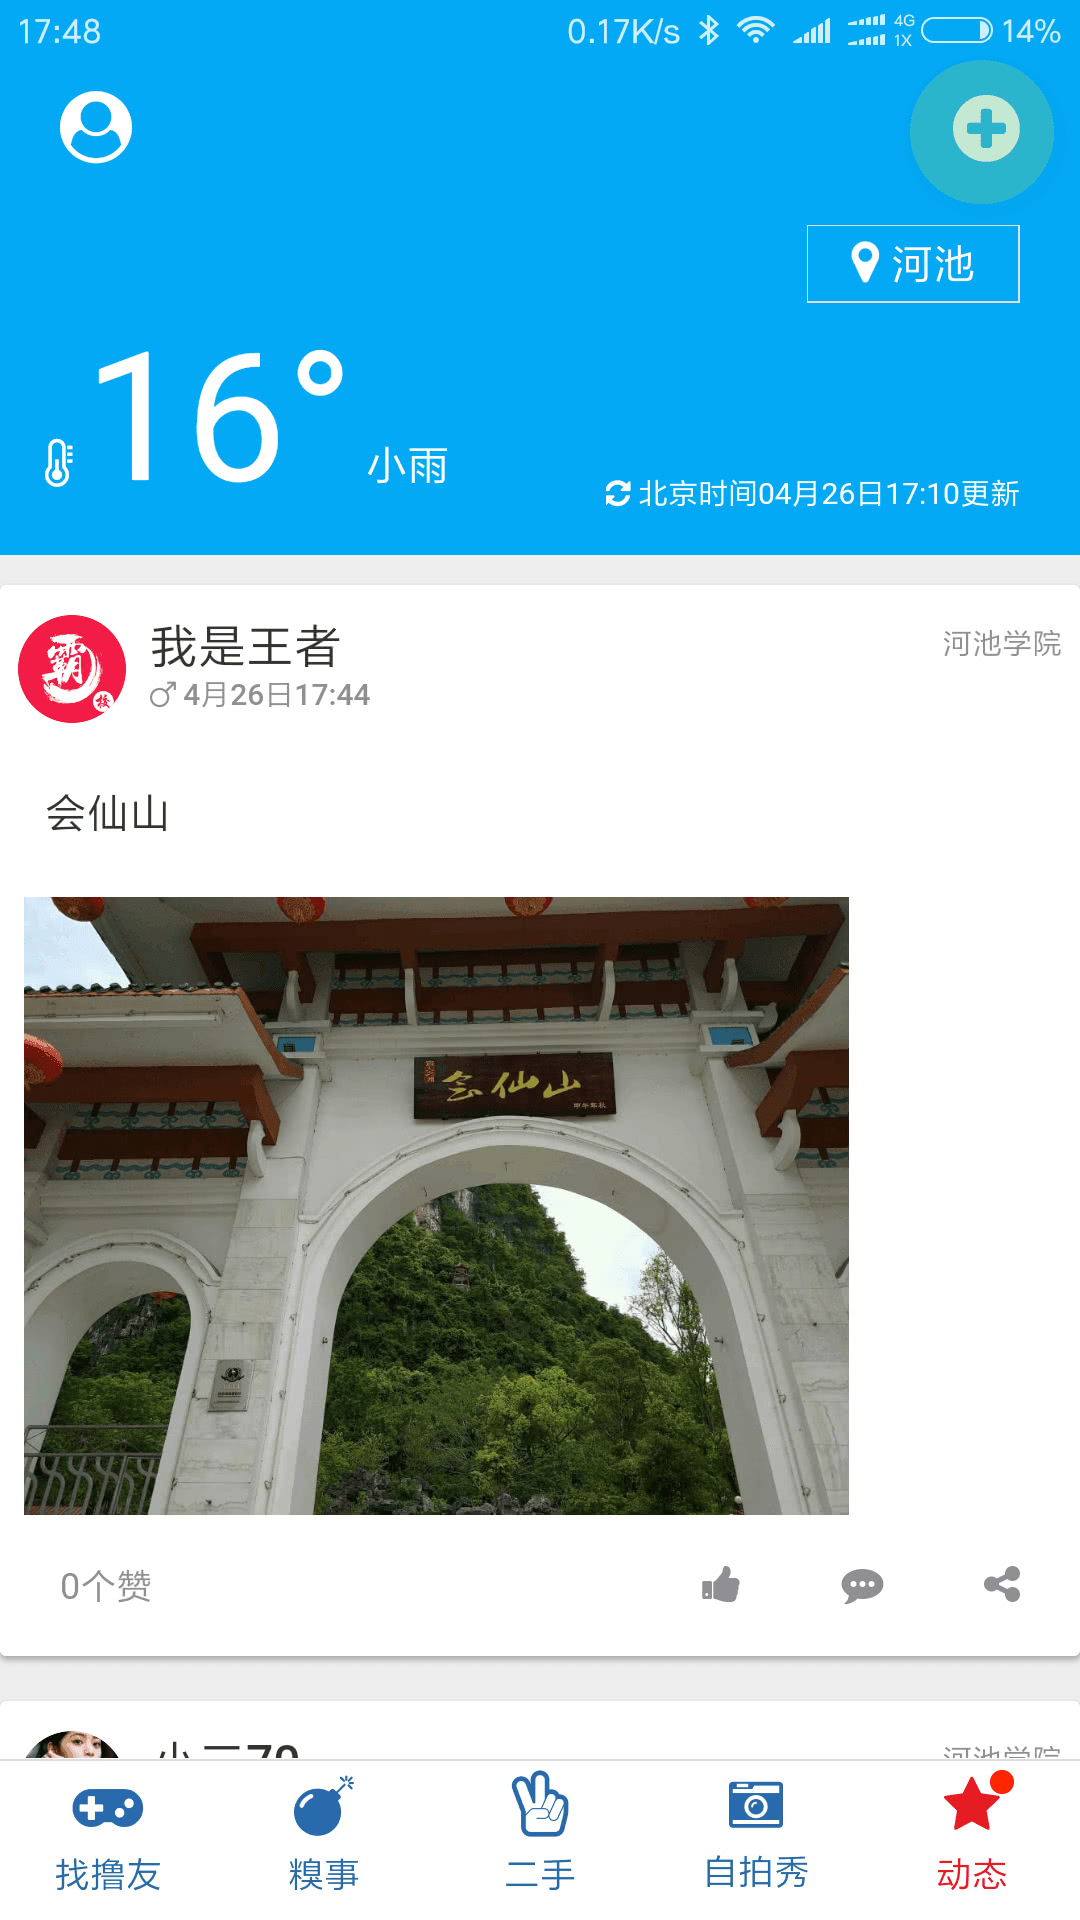 17:48 0.17K/s 4G 1X 14%
河池
16°
小雨
北京时间04月26日17:10更新
霸
校
我是王者
河池学院
4月26日17:44
会仙山
会仙山
0个赞
河池学院
找撸友 糗事 二手 自拍秀 动态